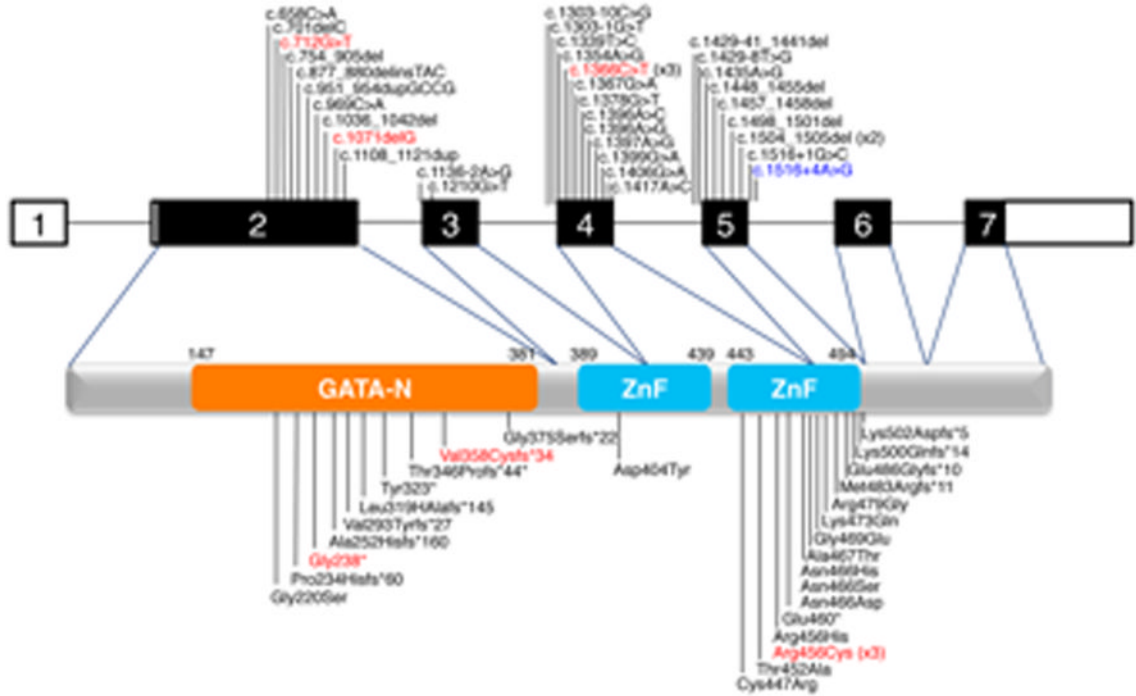 c.658C>A
c.701delC
c.712G>T
c.754_905del
c.877_880delinsTAC
c.951_954dupGCCG
c.969C>A
c.1036_1042del
c.1071delG
c.1108_1121dup
c.1136-2A>G
c.1210G>T
c.1303-10C>G
c.1303-1G>T
c.1339T>C
c.1354A>G
c.1366C>T (x3)
c.1367G>A
c.1378G>T
c.1396A>C
c.1396A>G
c.1397A>G
c.1399G>A
c.1406G>A
c.1417A>C
c.1429-41_1441del
c.1429-8T>G
c.1435A>G
c.1448_1455del
c.1457_1458del
c.1498_1501del
c.1504_1505del (x2)
c.1516+1G>C
c.1516+4A>G
1 2 3 4 5 6 7
147 381 389 439 443 494
GATA-N ZnF ZnF
Gly375Serfs*22
Val358Cysfs*34
Thr346Profs*44*
Tyr323*
Leu319HAlafs*145
Val293Tyrfs*27
Ala252Hisfs*160
Gly238*
Pro234Hisfs*60
Gly220Ser
Asp404Tyr
Lys502Aspfs*5
Lys500Glnfs*14
Glu486Glyfs*10
Met483Argfs*11
Arg479Gly
Lys473Gln
Gly469Glu
Ala467Thr
Asn466His
Asn466Ser
Asn466Asp
Glu460*
Arg456His
Arg456Cys (x3)
Thr452Ala
Cys447Arg